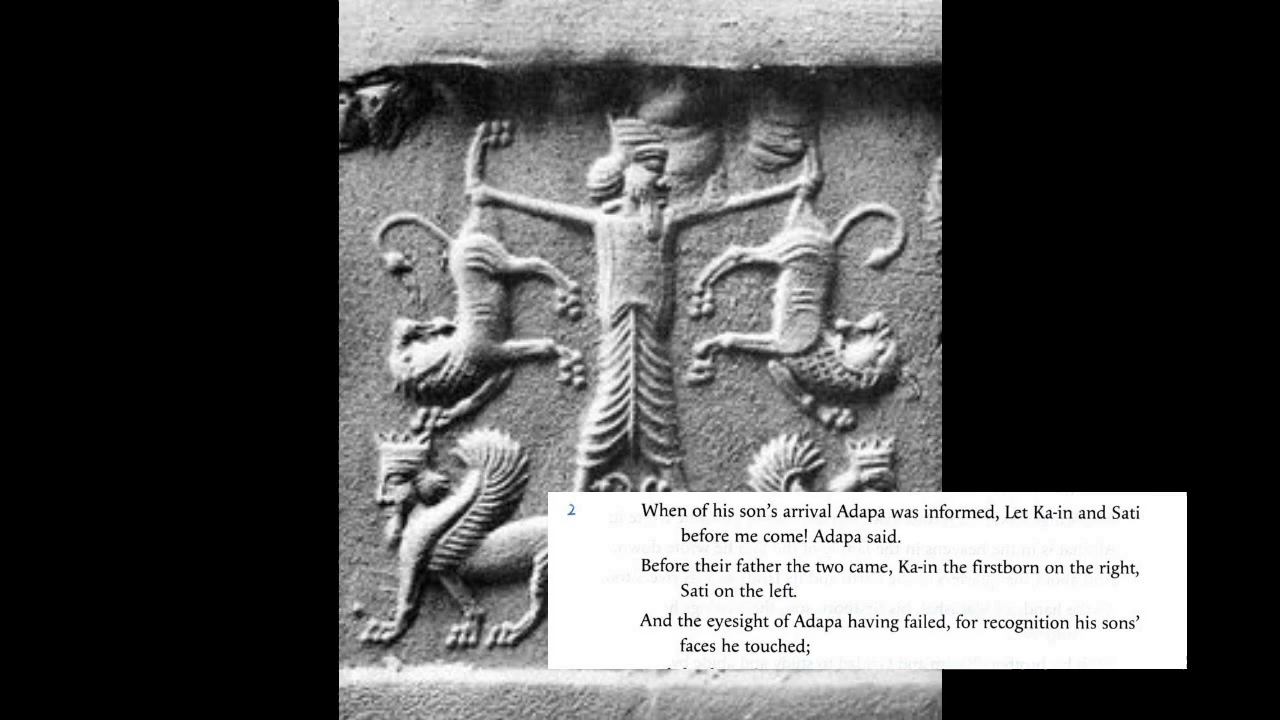 2 When of his son's arrival Adapa was informed, Let Ka-in and Sati
before me come! Adapa said.
Before their father the two came, Ka-in the firstborn on the right,
Sati on the left.
And the eyesight of Adapa having failed, for recognition his sons'
faces he touched;